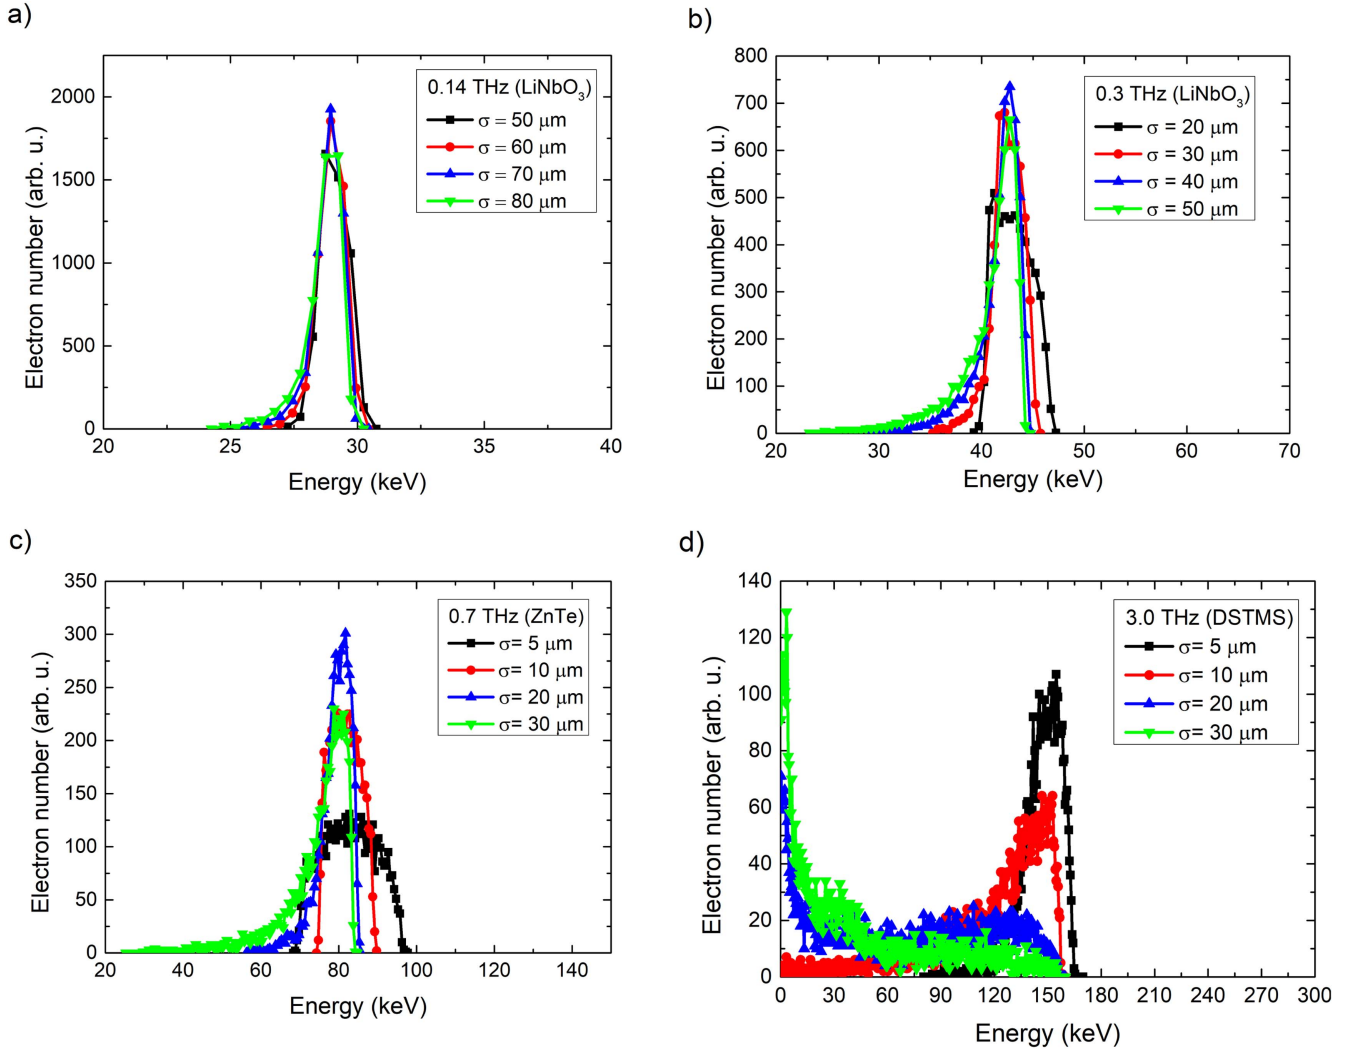 a)
2000
1500
1000
500
0
20 25 30 35 40
Energy (keV)
Electron number (arb. u.)
0.14 THz (LiNbO₃)
σ = 50 μm
σ = 60 μm
σ = 70 μm
σ = 80 μm
b)
800
700
600
500
400
300
200
100
0
20 30 40 50 60 70
Energy (keV)
Electron number (arb. u.)
0.3 THz (LiNbO₃)
σ = 20 μm
σ = 30 μm
σ = 40 μm
σ = 50 μm
c)
350
300
250
200
150
100
50
0
20 40 60 80 100 120 140
Energy (keV)
Electron number (arb. u.)
0.7 THz (ZnTe)
σ= 5 μm
σ= 10 μm
σ= 20 μm
σ= 30 μm
d)
140
120
100
80
60
40
20
0
0 30 60 90 120 150 180 210 240 270 300
Energy (keV)
Electron number (arb. u.)
3.0 THz (DSTMS)
σ= 5 μm
σ= 10 μm
σ= 20 μm
σ= 30 μm